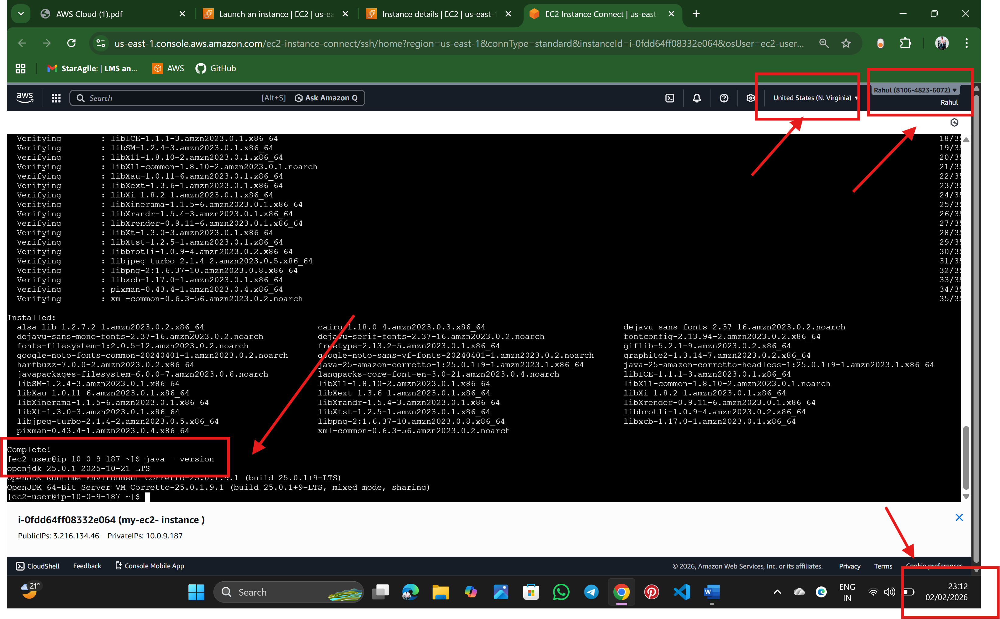 AWS Cloud (1).pdf
Launch an instance | EC2 | us-ea
Instance details | EC2 | us-east-1
EC2 Instance Connect | us-east-
us-east-1.console.aws.amazon.com/ec2-instance-connect/ssh/home?region=us-east-1&connType=standard&instanceId=i-0fdd64ff08332e064&osUser=ec2-user...
StarAgile: | LMS an...
AWS
GitHub
aws
Search
[Alt+S]
Ask Amazon Q
United States (N. Virginia)
Rahul (8106-4823-6072)
Rahul
Verifying : libICE-1.1.1-3.amzn2023.0.1.x86_64 18/35
Verifying : libSM-1.2.4-3.amzn2023.0.1.x86_64 19/35
Verifying : libX11-1.8.10-2.amzn2023.0.1.x86_64 20/35
Verifying : libX11-common-1.8.10-2.amzn2023.0.1.noarch 21/35
Verifying : libXau-1.0.11-6.amzn2023.0.1.x86_64 22/35
Verifying : libXext-1.3.6-1.amzn2023.0.1.x86_64 23/35
Verifying : libXi-1.8.2-1.amzn2023.0.1.x86_64 24/35
Verifying : libXinerama-1.1.5-6.amzn2023.0.1.x86_64 25/35
Verifying : libXrandr-1.5.4-3.amzn2023.0.1.x86_64 26/35
Verifying : libXrender-0.9.11-6.amzn2023.0.1.x86_64 27/35
Verifying : libXt-1.3.0-3.amzn2023.0.1.x86_64 28/35
Verifying : libXtst-1.2.5-1.amzn2023.0.1.x86_64 29/35
Verifying : libbrotli-1.0.9-4.amzn2023.0.2.x86_64 30/35
Verifying : libjpeg-turbo-2.1.4-2.amzn2023.0.5.x86_64 31/35
Verifying : libpng-2:1.6.37-10.amzn2023.0.8.x86_64 32/35
Verifying : libxcb-1.17.0-1.amzn2023.0.1.x86_64 33/35
Verifying : pixman-0.43.4-1.amzn2023.0.4.x86_64 34/35
Verifying : xml-common-0.6.3-56.amzn2023.0.2.noarch 35/35
Installed:
alsa-lib-1.2.7.2-1.amzn2023.0.2.x86_64 cairo-1.18.0-4.amzn2023.0.3.x86_64 dejavu-sans-fonts-2.37-16.amzn2023.0.2.noarch
dejavu-sans-mono-fonts-2.37-16.amzn2023.0.2.noarch dejavu-serif-fonts-2.37-16.amzn2023.0.2.noarch fontconfig-2.13.94-2.amzn2023.0.2.x86_64
fonts-filesystem-1:2.0.5-12.amzn2023.0.2.noarch freetype-2.13.2-5.amzn2023.0.1.x86_64 giflib-5.2.1-9.amzn2023.0.2.x86_64
google-noto-fonts-common-20240401-1.amzn2023.0.2.noarch google-noto-sans-vf-fonts-20240401-1.amzn2023.0.2.noarch graphite2-1.3.14-7.amzn2023.0.2.x86_64
harfbuzz-7.0.0-2.amzn2023.0.2.x86_64 java-25-amazon-corretto-1:25.0.1+9-1.amzn2023.1.x86_64 java-25-amazon-corretto-headless-1:25.0.1+9-1.amzn2023.1.x86_64
javapackages-filesystem-6.0.0-7.amzn2023.0.6.noarch langpacks-core-font-en-3.0-21.amzn2023.0.4.noarch libICE-1.1.1-3.amzn2023.0.1.x86_64
libSM-1.2.4-3.amzn2023.0.1.x86_64 libX11-1.8.10-2.amzn2023.0.1.x86_64 libX11-common-1.8.10-2.amzn2023.0.1.noarch
libXau-1.0.11-6.amzn2023.0.1.x86_64 libXext-1.3.6-1.amzn2023.0.1.x86_64 libXi-1.8.2-1.amzn2023.0.1.x86_64
libXinerama-1.1.5-6.amzn2023.0.1.x86_64 libXrandr-1.5.4-3.amzn2023.0.1.x86_64 libXrender-0.9.11-6.amzn2023.0.1.x86_64
libXt-1.3.0-3.amzn2023.0.1.x86_64 libXtst-1.2.5-1.amzn2023.0.1.x86_64 libbrotli-1.0.9-4.amzn2023.0.2.x86_64
libjpeg-turbo-2.1.4-2.amzn2023.0.5.x86_64 libpng-2:1.6.37-10.amzn2023.0.8.x86_64 libxcb-1.17.0-1.amzn2023.0.1.x86_64
pixman-0.43.4-1.amzn2023.0.4.x86_64 xml-common-0.6.3-56.amzn2023.0.2.noarch
Complete!
[ec2-user@ip-10-0-9-187 ~]$ java --version
openjdk 25.0.1 2025-10-21 LTS
OpenJDK Runtime Environment Corretto-25.0.1.9.1 (build 25.0.1+9-LTS)
OpenJDK 64-Bit Server VM Corretto-25.0.1.9.1 (build 25.0.1+9-LTS, mixed mode, sharing)
[ec2-user@ip-10-0-9-187 ~]$
i-0fdd64ff08332e064 (my-ec2- instance )
PublicIPs: 3.216.134.46 PrivateIPs: 10.0.9.187
CloudShell
Feedback
Console Mobile App
© 2026, Amazon Web Services, Inc. or its affiliates.
Privacy
Terms
Cookie preferences
21°
Search
ENG
IN
23:12
02/02/2026